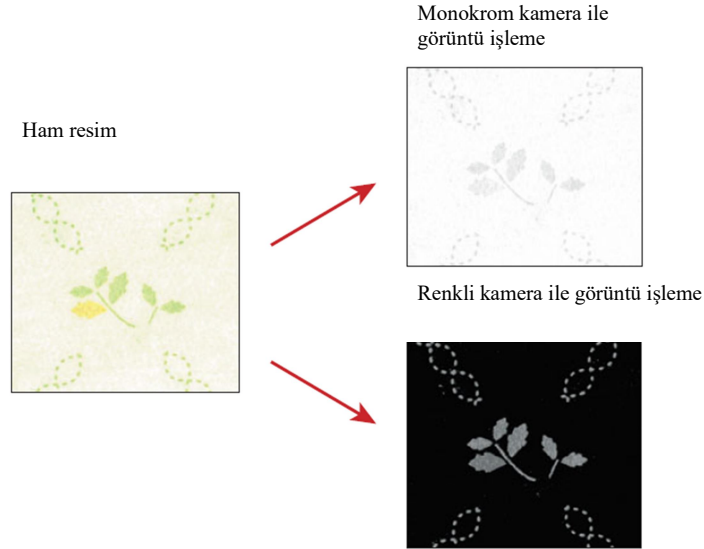 Monokrom kamera ile
görüntü işleme
Ham resim
Renkli kamera ile görüntü işleme